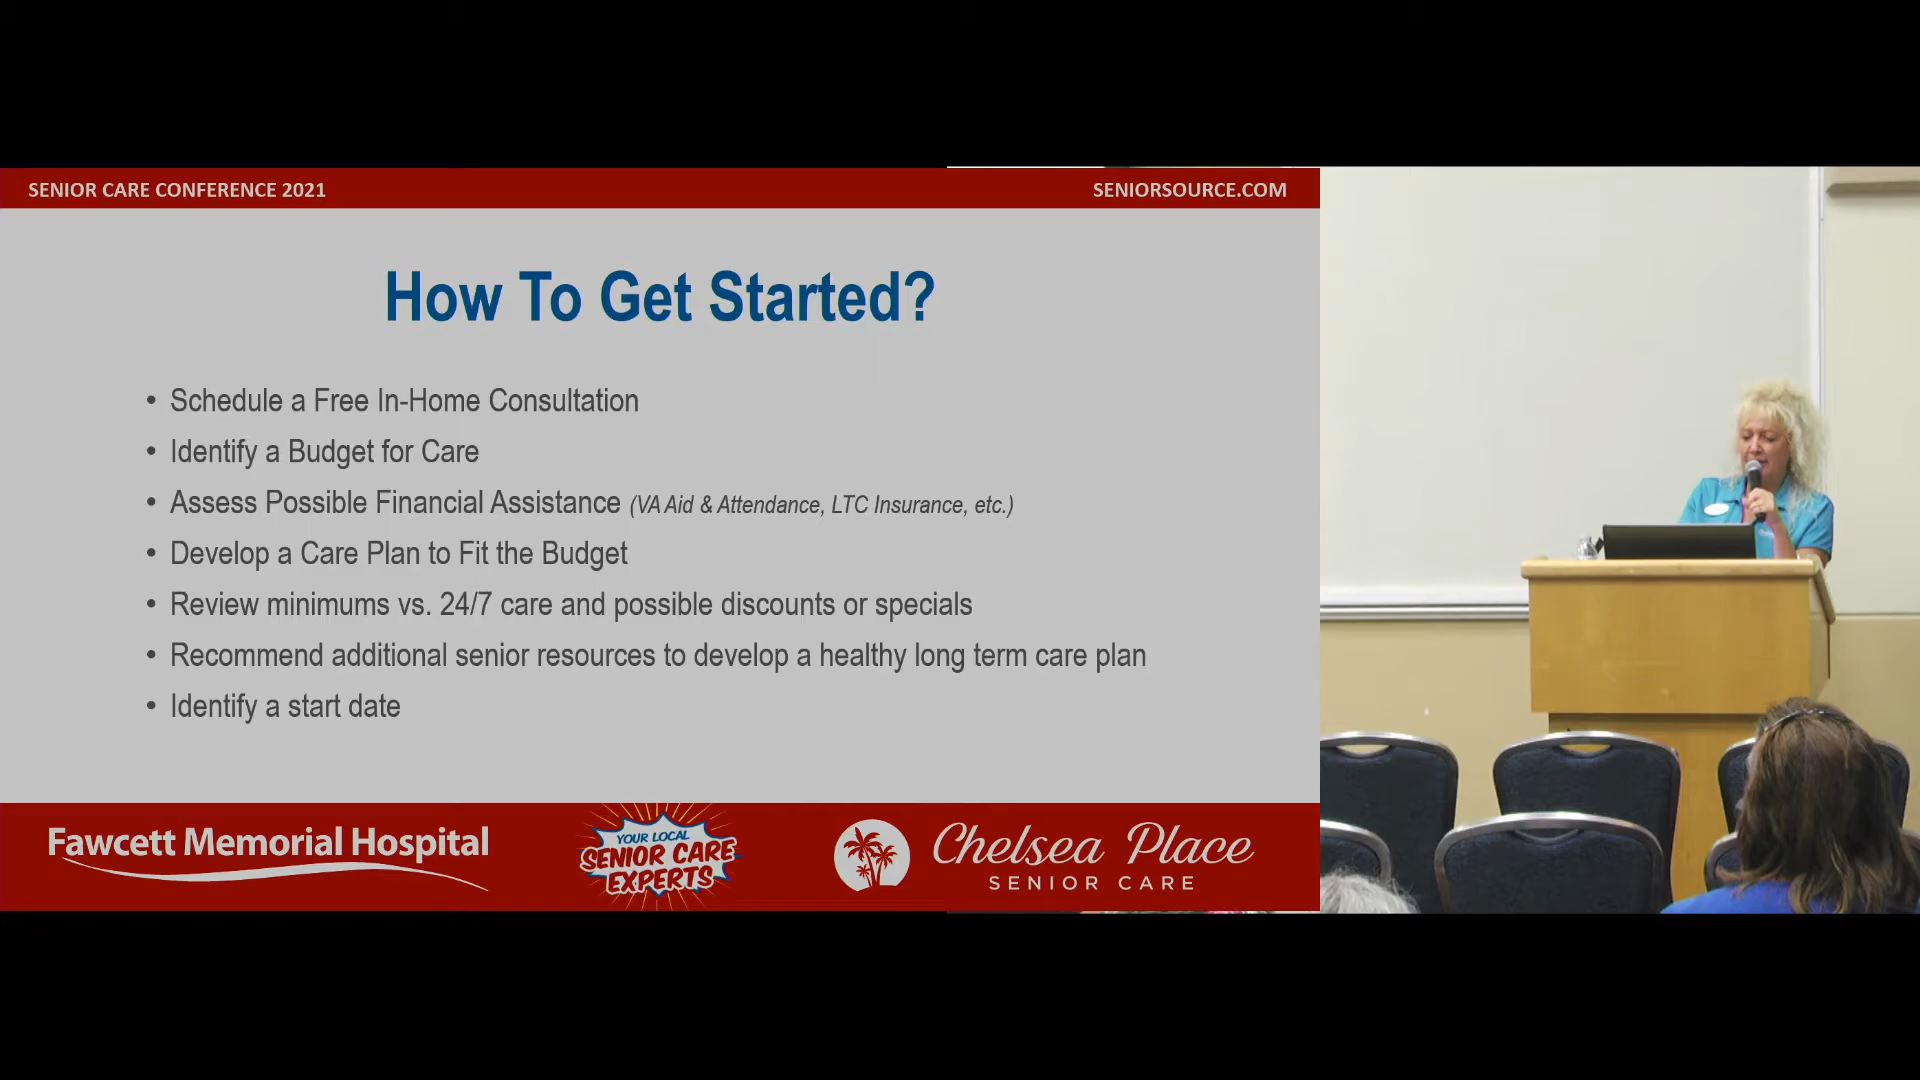 SENIOR CARE CONFERENCE 2021
SENIORSOURCE.COM
How To Get Started?
• Schedule a Free In-Home Consultation
• Identify a Budget for Care
• Assess Possible Financial Assistance (VA Aid & Attendance, LTC Insurance, etc.)
• Develop a Care Plan to Fit the Budget
• Review minimums vs. 24/7 care and possible discounts or specials
• Recommend additional senior resources to develop a healthy long term care plan
• Identify a start date
Fawcett Memorial Hospital
YOUR LOCAL
SENIOR CARE
EXPERTS
Chelsea Place
SENIOR CARE